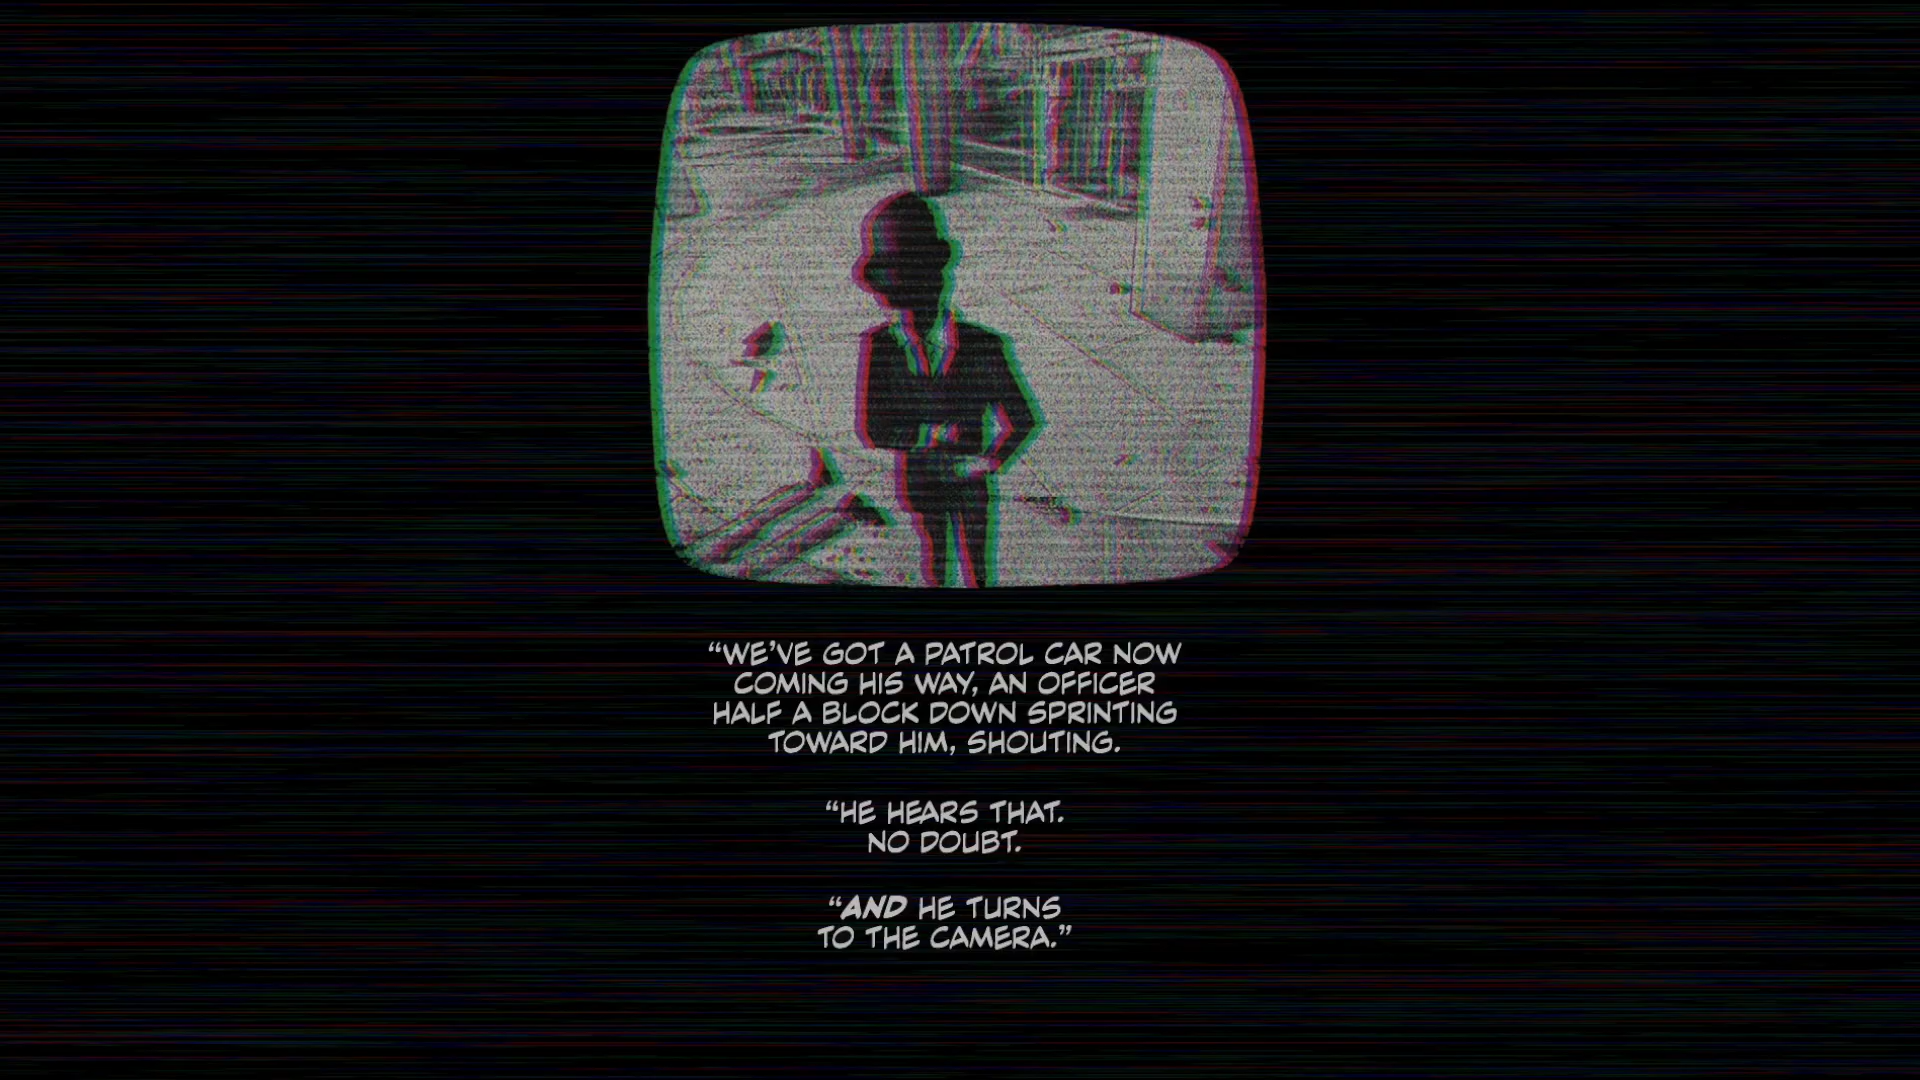 “WE’VE GOT A PATROL CAR NOW
COMING HIS WAY, AN OFFICER
HALF A BLOCK DOWN SPRINTING
TOWARD HIM, SHOUTING.
“HE HEARS THAT.
NO DOUBT.
“AND HE TURNS
TO THE CAMERA.”